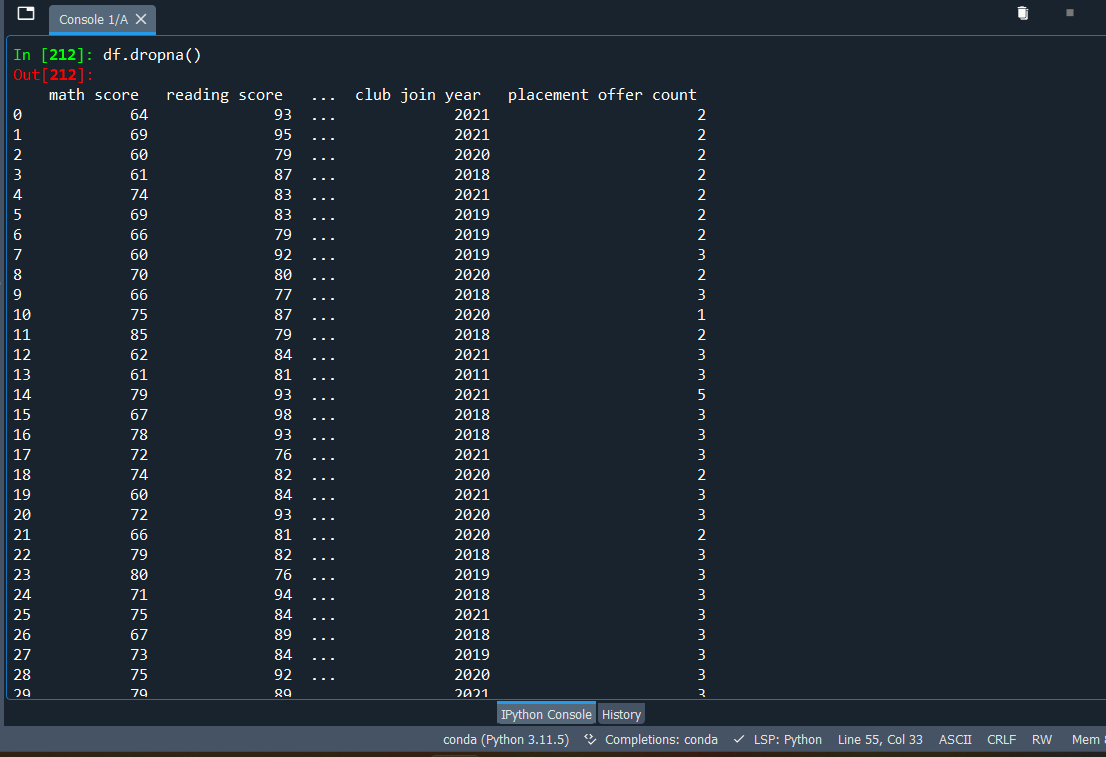 Console 1/A
In [212]: df.dropna()
Out[212]:
math score reading score ... club join year placement offer count
0 64 93 ... 2021 2
1 69 95 ... 2021 2
2 60 79 ... 2020 2
3 61 87 ... 2018 2
4 74 83 ... 2021 2
5 69 83 ... 2019 2
6 66 79 ... 2019 2
7 60 92 ... 2019 3
8 70 80 ... 2020 2
9 66 77 ... 2018 3
10 75 87 ... 2020 1
11 85 79 ... 2018 2
12 62 84 ... 2021 3
13 61 81 ... 2011 3
14 79 93 ... 2021 5
15 67 98 ... 2018 3
16 78 93 ... 2018 3
17 72 76 ... 2021 3
18 74 82 ... 2020 2
19 60 84 ... 2021 3
20 72 93 ... 2020 3
21 66 81 ... 2020 2
22 79 82 ... 2018 3
23 80 76 ... 2019 3
24 71 94 ... 2018 3
25 75 84 ... 2021 3
26 67 89 ... 2018 3
27 73 84 ... 2019 3
28 75 92 ... 2020 3
29 79 89 2021 3
IPython Console History
conda (Python 3.11.5) Completions: conda LSP: Python Line 55, Col 33 ASCII CRLF RW Mem